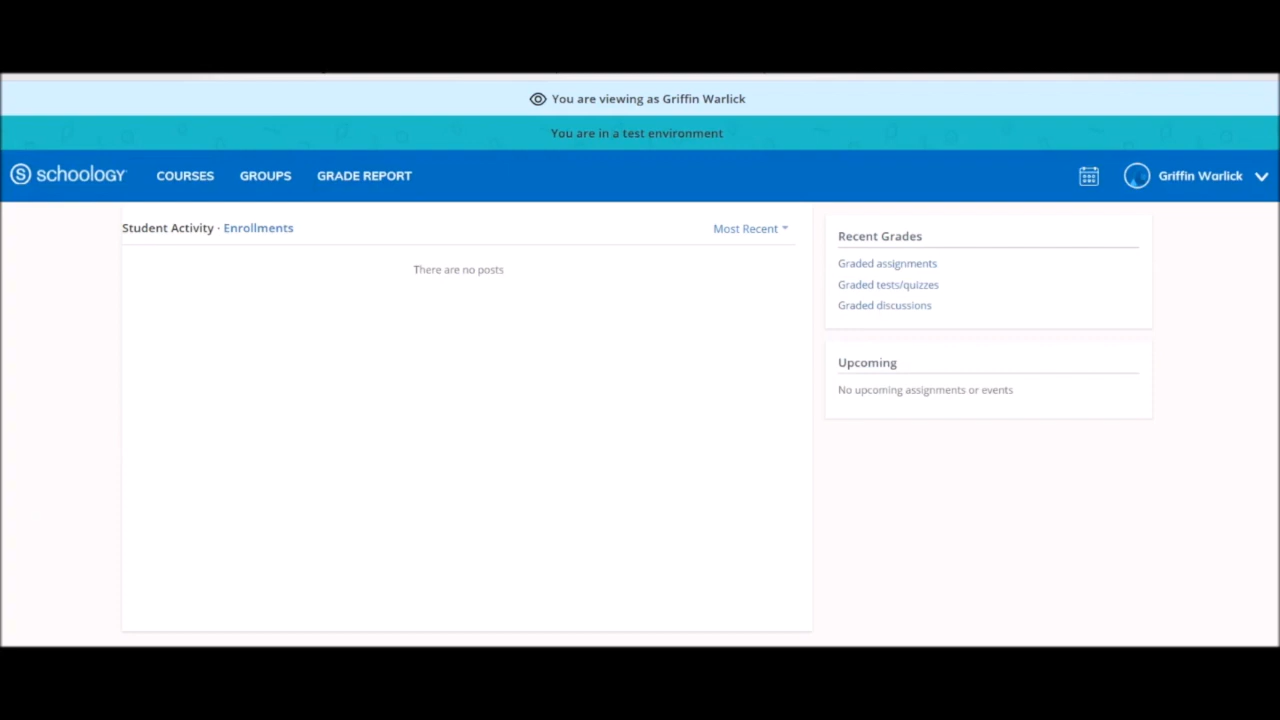 You are viewing as Griffin Warlick
You are in a test environment
schoology COURSES GROUPS GRADE REPORT Griffin Warlick
Student Activity · Enrollments Most Recent
There are no posts
Recent Grades
Graded assignments
Graded tests/quizzes
Graded discussions
Upcoming
No upcoming assignments or events